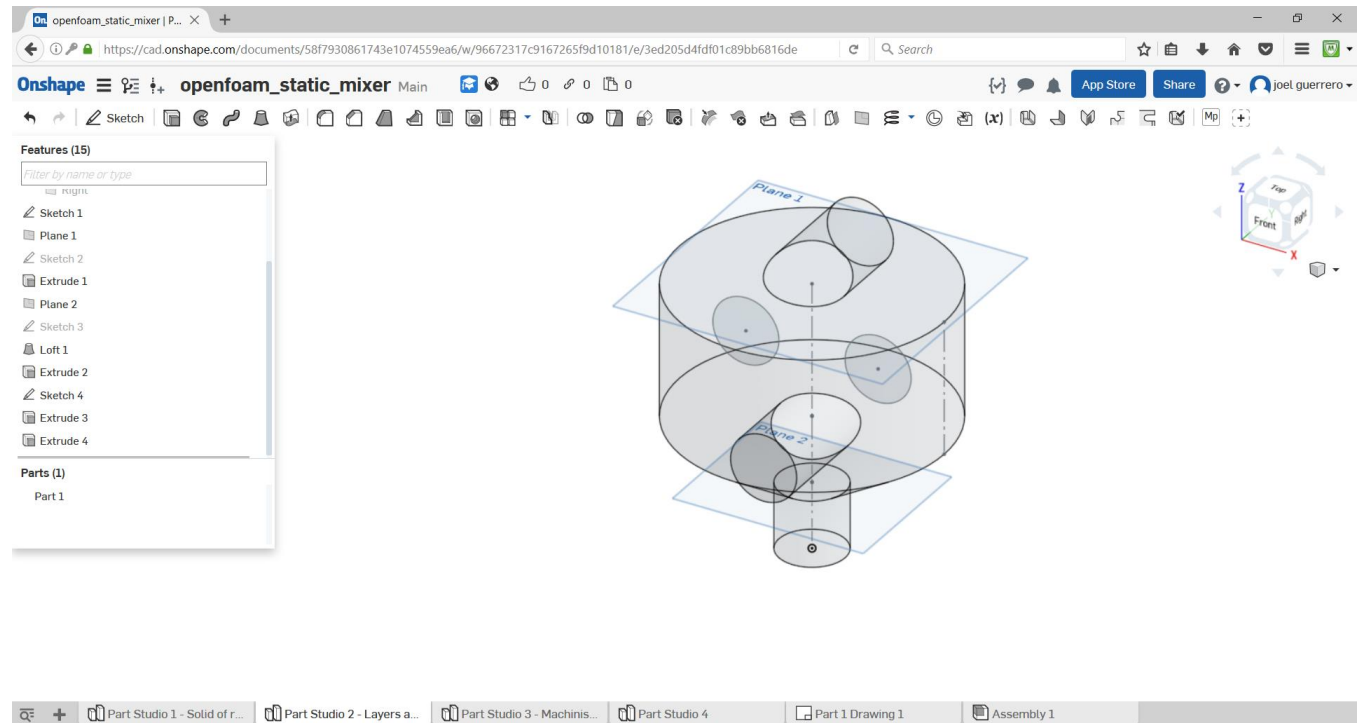 On openfoam_static_mixer | P... × +
https://cad.onshape.com/documents/58f7930861743e1074559ea6/w/96672317c9167265f9d10181/e/3ed205d4fdf01c89bb6816de Search
Onshape openfoam_static_mixer Main 0 0 0 App Store Share joel guerrero
Sketch (x) Mp
Features (15)
Filter by name or type
Right
Sketch 1
Plane 1
Sketch 2
Extrude 1
Plane 2
Sketch 3
Loft 1
Extrude 2
Sketch 4
Extrude 3
Extrude 4
Parts (1)
Part 1
Plane 1
Plane 2
Z
Top
Y
Front
Right
X
Part Studio 1 - Solid of r... Part Studio 2 - Layers a... Part Studio 3 - Machinis... Part Studio 4 Part 1 Drawing 1 Assembly 1